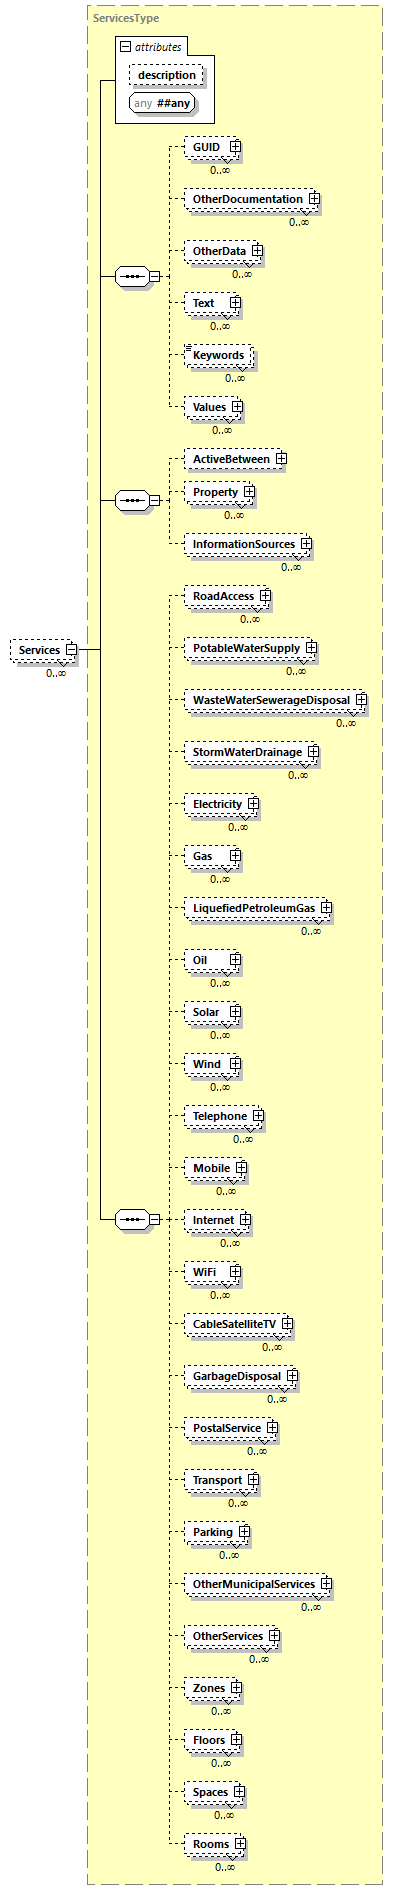 ServicesType
attributes
description
any ##any
GUID
0..∞
OtherDocumentation
0..∞
OtherData
0..∞
Text
0..∞
Keywords
0..∞
Values
0..∞
ActiveBetween
Property
0..∞
InformationSources
0..∞
RoadAccess
0..∞
Services
PotableWaterSupply
0..∞
0..∞
WasteWaterSewerageDisposal
0..∞
StormWaterDrainage
0..∞
Electricity
0..∞
Gas
0..∞
LiquefiedPetroleumGas
0..∞
Oil
0..∞
Solar
0..∞
Wind
0..∞
Telephone
0..∞
Mobile
0..∞
Internet
0..∞
WiFi
0..∞
CableSatelliteTV
0..∞
GarbageDisposal
0..∞
PostalService
0..∞
Transport
0..∞
Parking
0..∞
OtherMunicipalServices
0..∞
OtherServices
0..∞
Zones
0..∞
Floors
0..∞
Spaces
0..∞
Rooms
0..∞